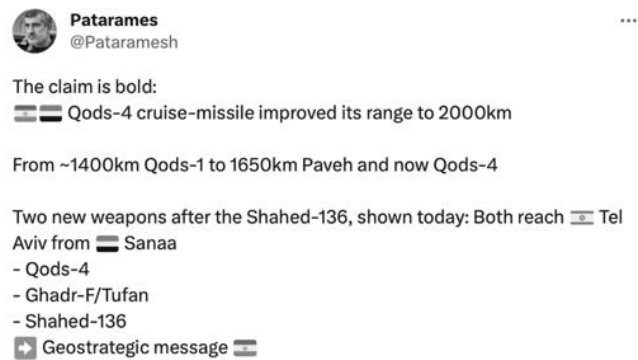 Patarames
@Pataramesh
The claim is bold:
Qods-4 cruise-missile improved its range to 2000km
From ~1400km Qods-1 to 1650km Paveh and now Qods-4
Two new weapons after the Shahed-136, shown today: Both reach Tel
Aviv from Sanaa
- Qods-4
- Ghadr-F/Tufan
- Shahed-136
Geostrategic message